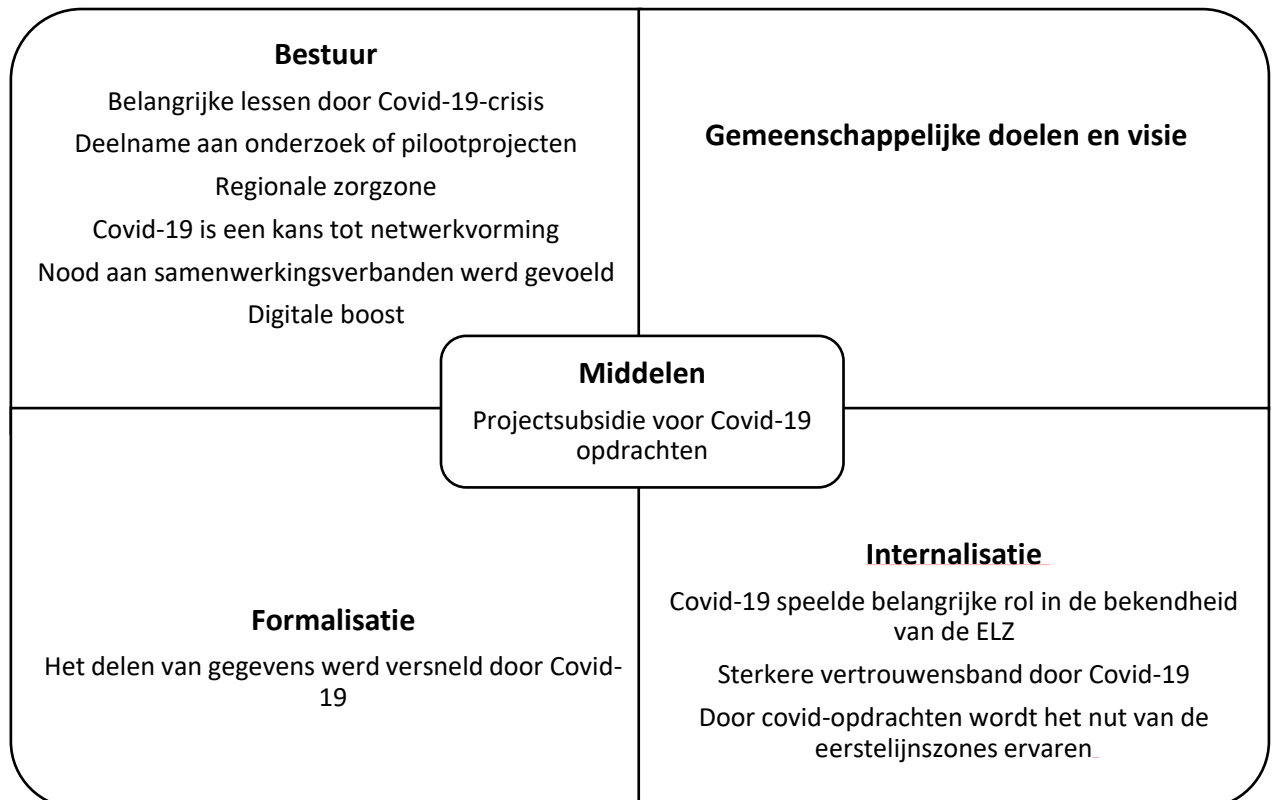 Bestuur
Belangrijke lessen door Covid-19-crisis
Deelname aan onderzoek of pilootprojecten
Regionale zorgzone
Covid-19 is een kans tot netwerkvorming
Nood aan samenwerkingsverbanden werd gevoeld
Digitale boost
Gemeenschappelijke doelen en visie
Middelen
Projectsubsidie voor Covid-19
opdrachten
Formalisatie
Het delen van gegevens werd versneld door Covid-
19
Internalisatie
Covid-19 speelde belangrijke rol in de bekendheid
van de ELZ
Sterkere vertrouwensband door Covid-19
Door covid-opdrachten wordt het nut van de
eerstelijnszones ervaren